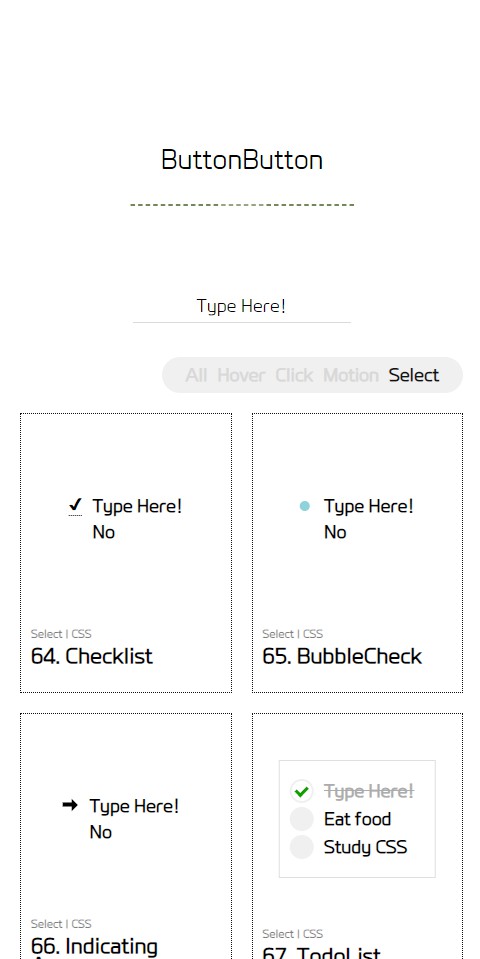 ButtonButton
Type Here!
All Hover Click Motion Select
Type Here!
No
Select | CSS
64. Checklist
Type Here!
No
Select | CSS
65. BubbleCheck
Type Here!
No
Select | CSS
66. Indicating
Type Here!
Eat food
Study CSS
Select | CSS
67. TodoList